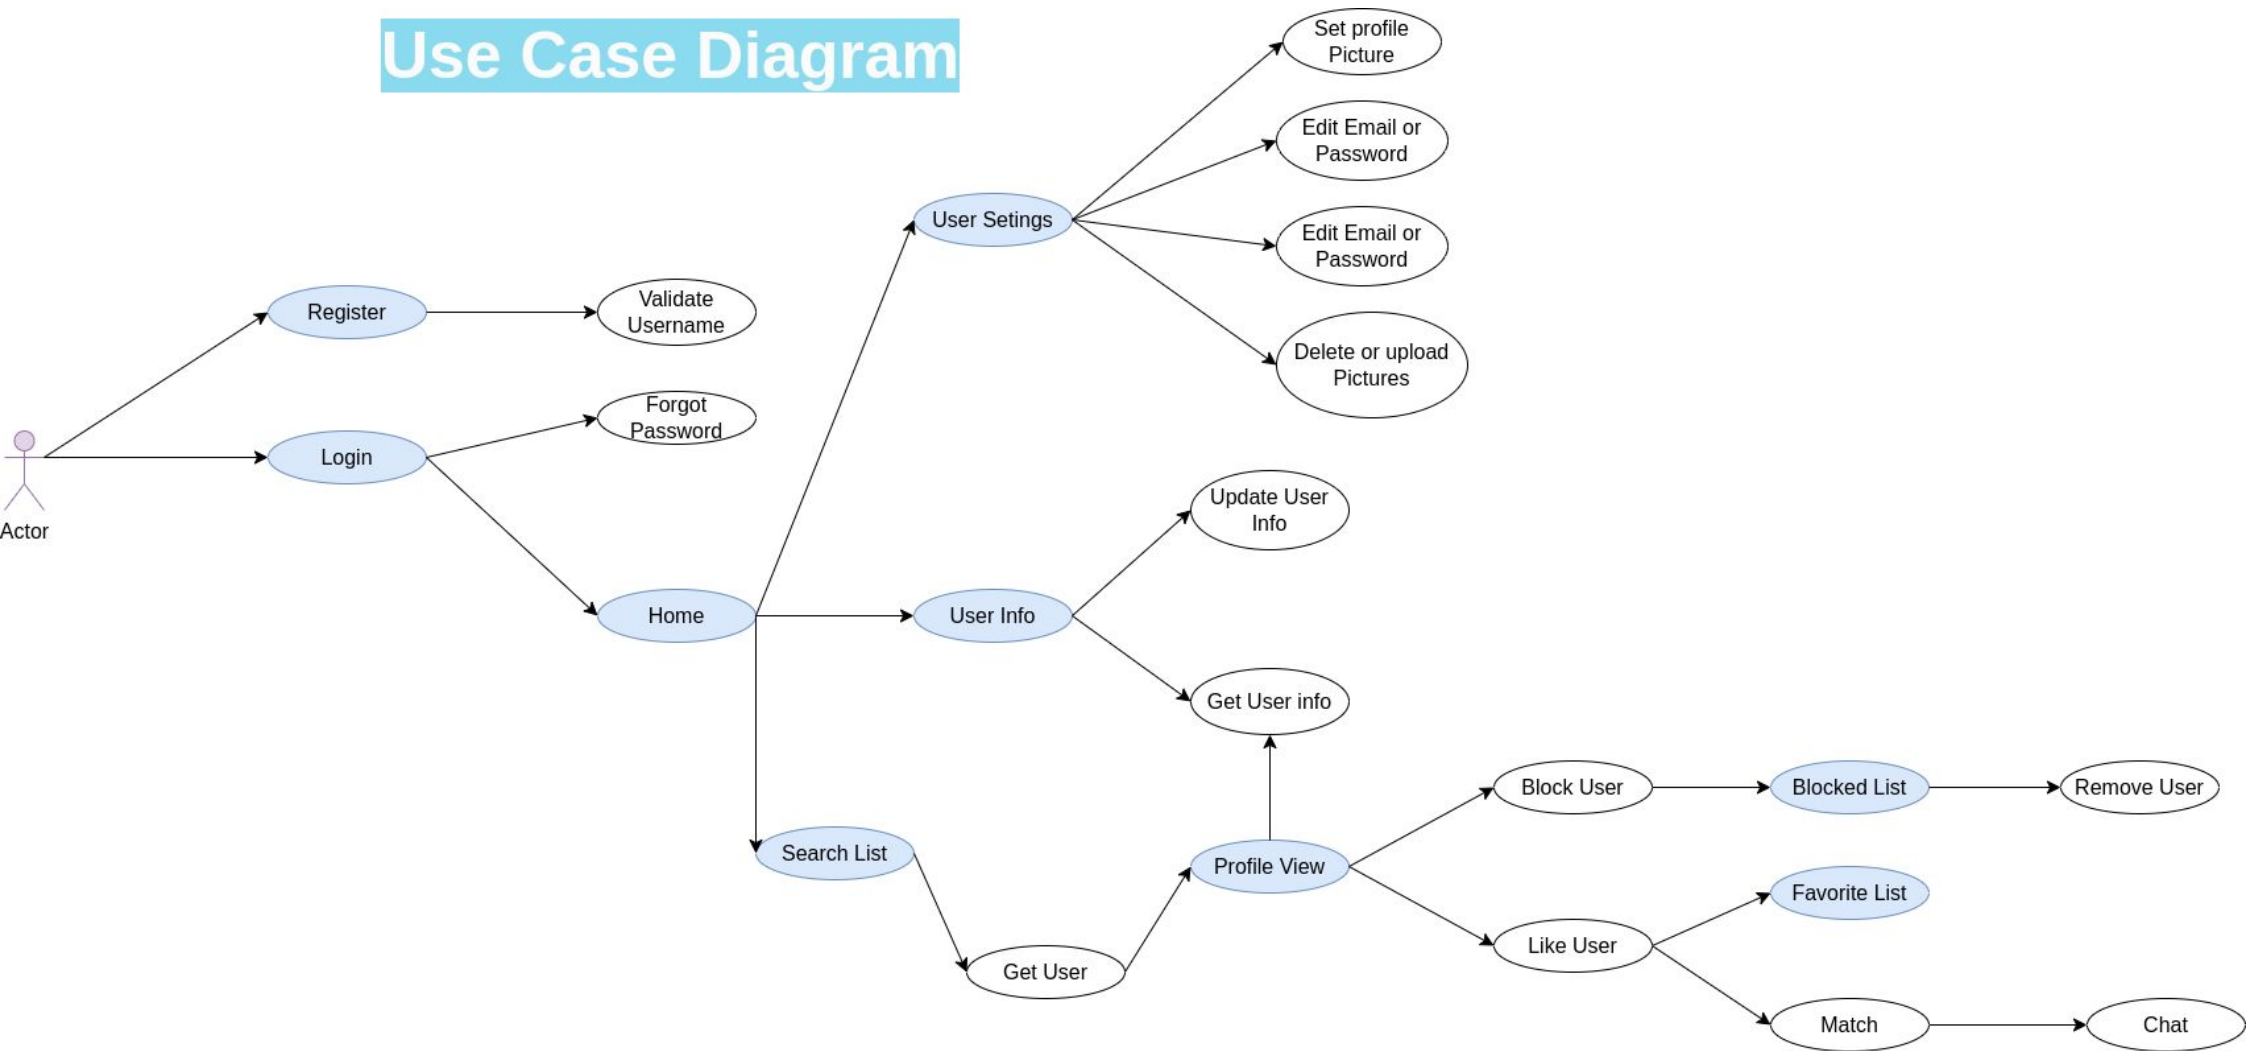 Use Case Diagram
Set profile
Picture
Edit Email or
Password
User Setings
Edit Email or
Password
Register
Validate
Username
Delete or upload
Pictures
Forgot
Password
Login
Actor
Update User
Info
Home
User Info
Get User info
Block User
Blocked List
Remove User
Search List
Profile View
Favorite List
Like User
Get User
Match
Chat